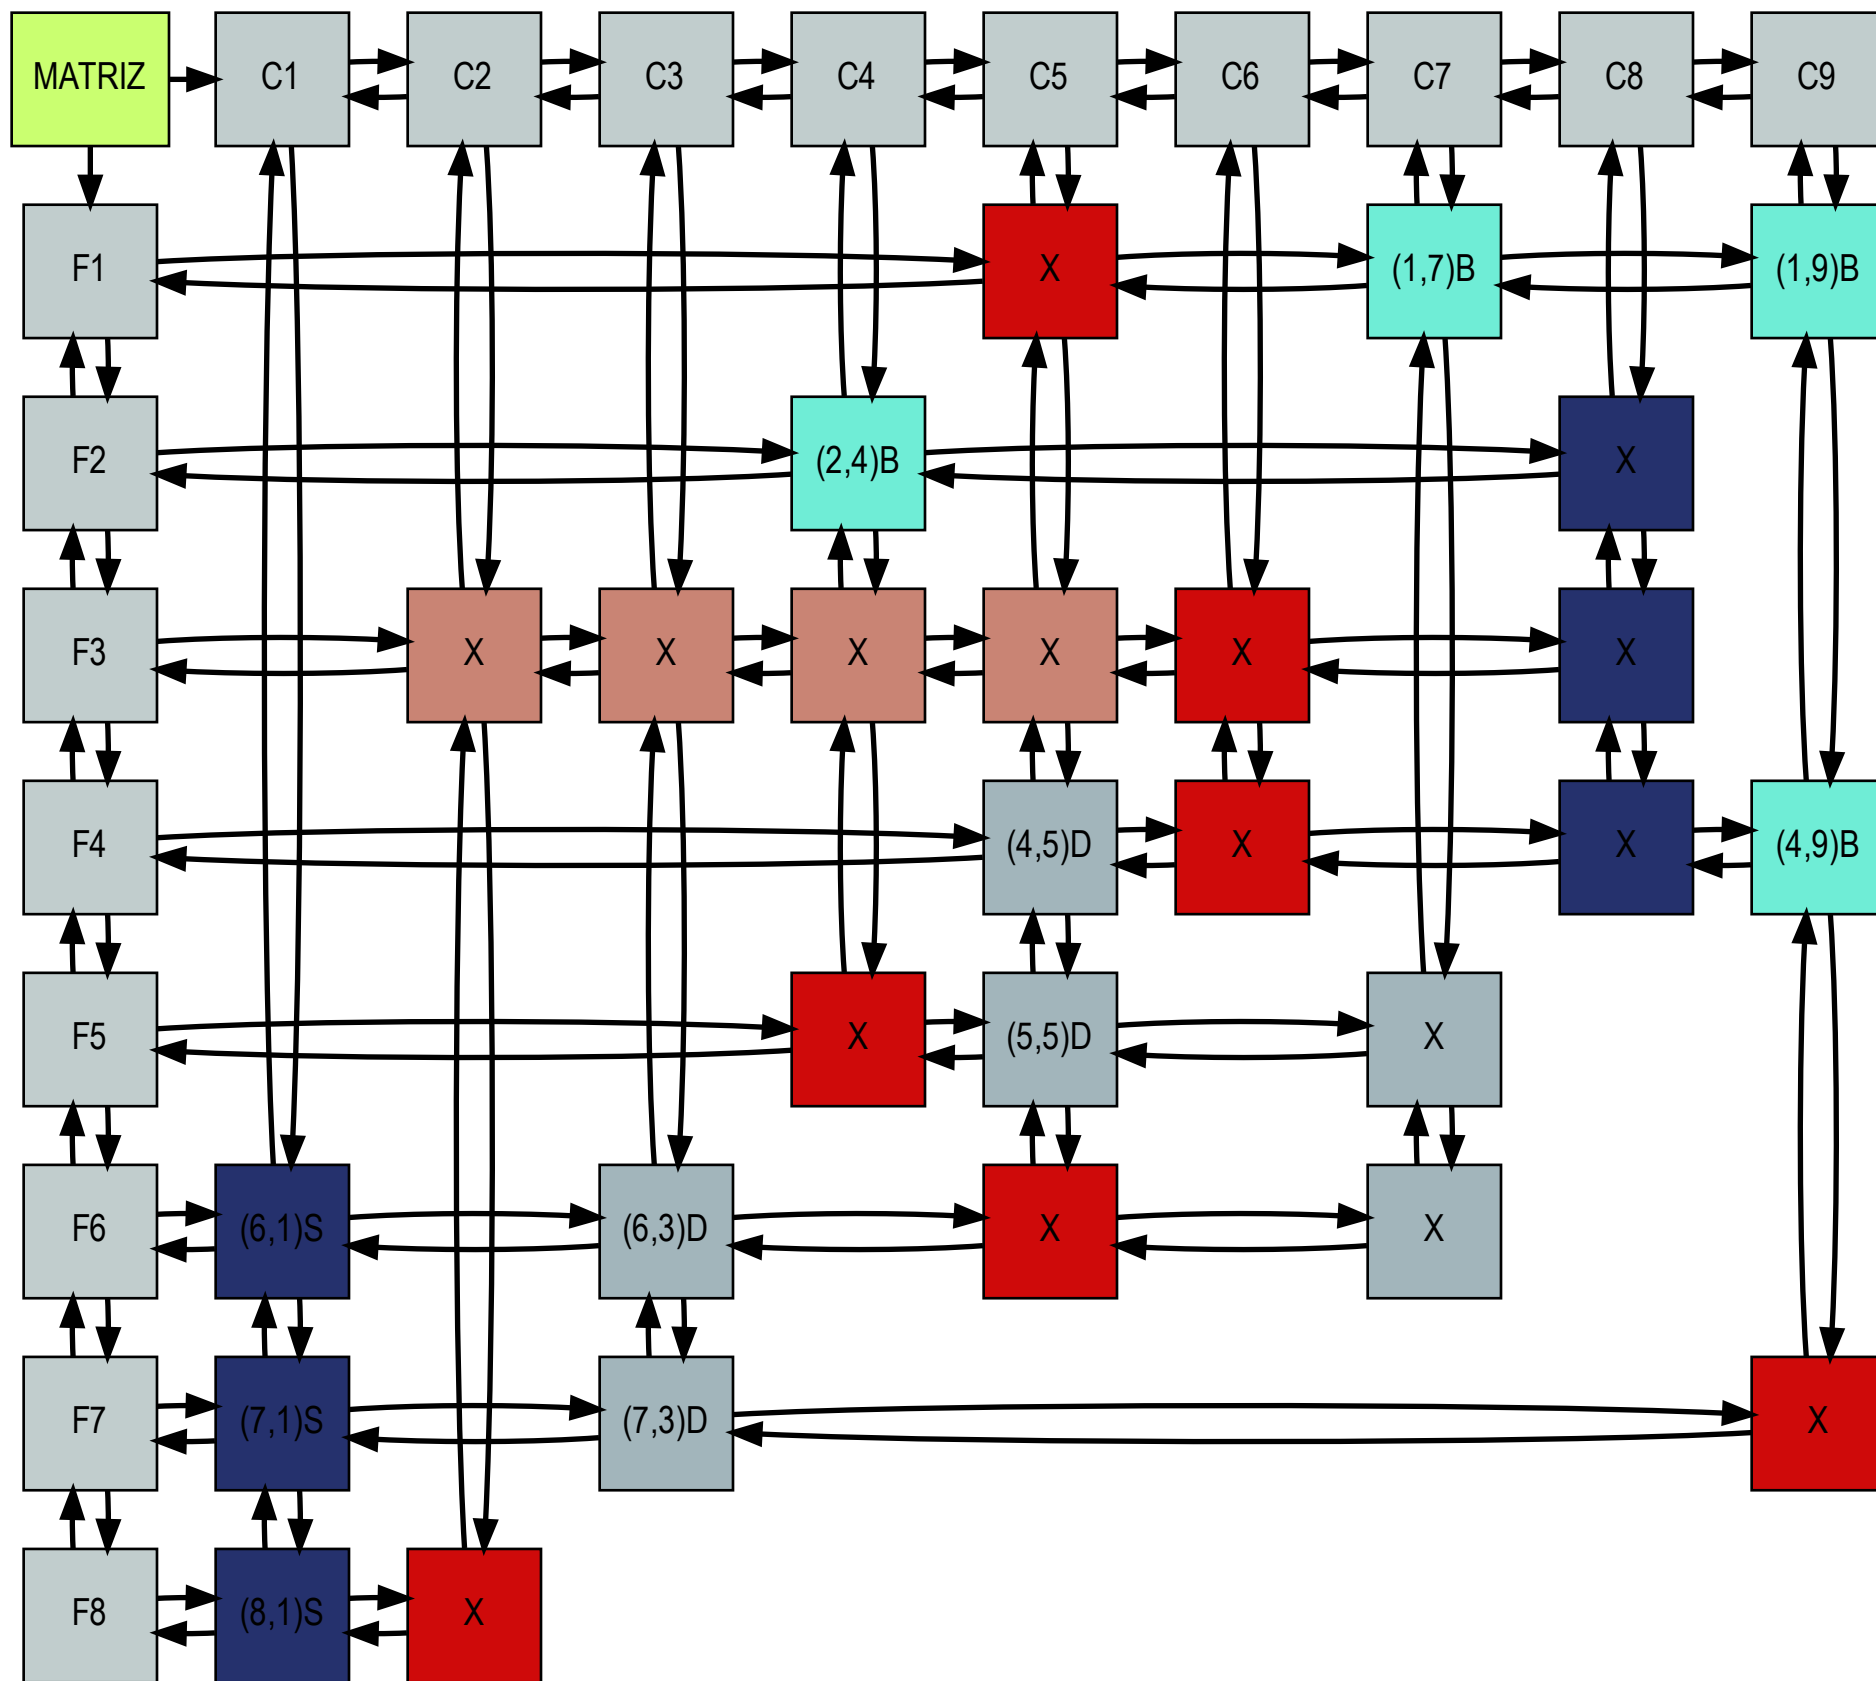 MATRIZ C1 C2 C3 C4 C5 C6 C7 C8 C9
F1 X (1,7)B (1,9)B
F2 (2,4)B X
F3 X X X X X X
F4 (4,5)D X X (4,9)B
F5 X (5,5)D X
F6 (6,1)S (6,3)D X X
F7 (7,1)S (7,3)D X
F8 (8,1)S X